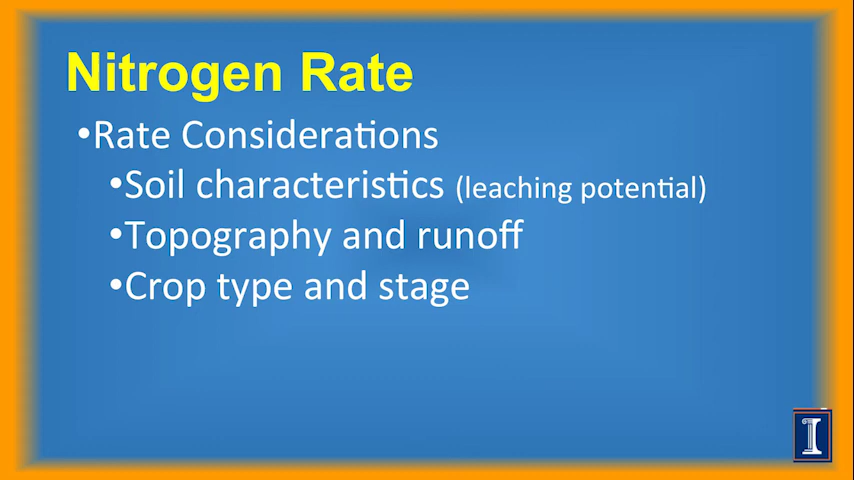 Nitrogen Rate
•Rate Considerations
•Soil characteristics (leaching potential)
•Topography and runoff
•Crop type and stage
I